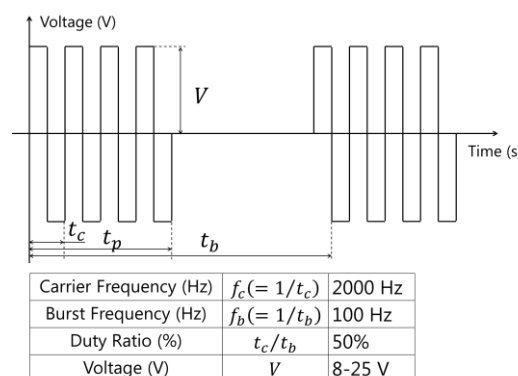 Voltage (V)
V
Time (s
t_c
t_p
t_b
Carrier Frequency (Hz) f_c(= 1/t_c) 2000 Hz
Burst Frequency (Hz) f_b(= 1/t_b) 100 Hz
Duty Ratio (%) t_c/t_b 50%
Voltage (V) V 8-25 V